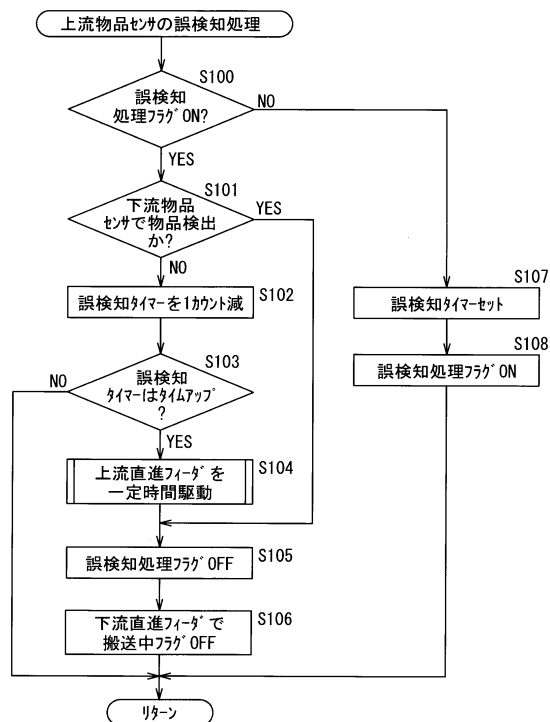 上流物品ｾﾝｻの誤検知処理
S100
誤検知
処理ﾌﾗｸﾞON?
NO
YES
S101
下流物品
ｾﾝｻで物品検出
か?
YES
NO
S102
誤検知ﾀｲﾏｰを1ｶｳﾝﾄ減
S103
誤検知
ﾀｲﾏｰはﾀｲﾑｱｯﾌﾟ
?
NO
YES
S104
上流直進ﾌｨｰﾀﾞを
一定時間駆動
S105
誤検知処理ﾌﾗｸﾞOFF
S106
下流直進ﾌｨｰﾀﾞで
搬送中ﾌﾗｸﾞOFF
S107
誤検知ﾀｲﾏｰｾｯﾄ
S108
誤検知処理ﾌﾗｸﾞON
ﾘﾀｰﾝ